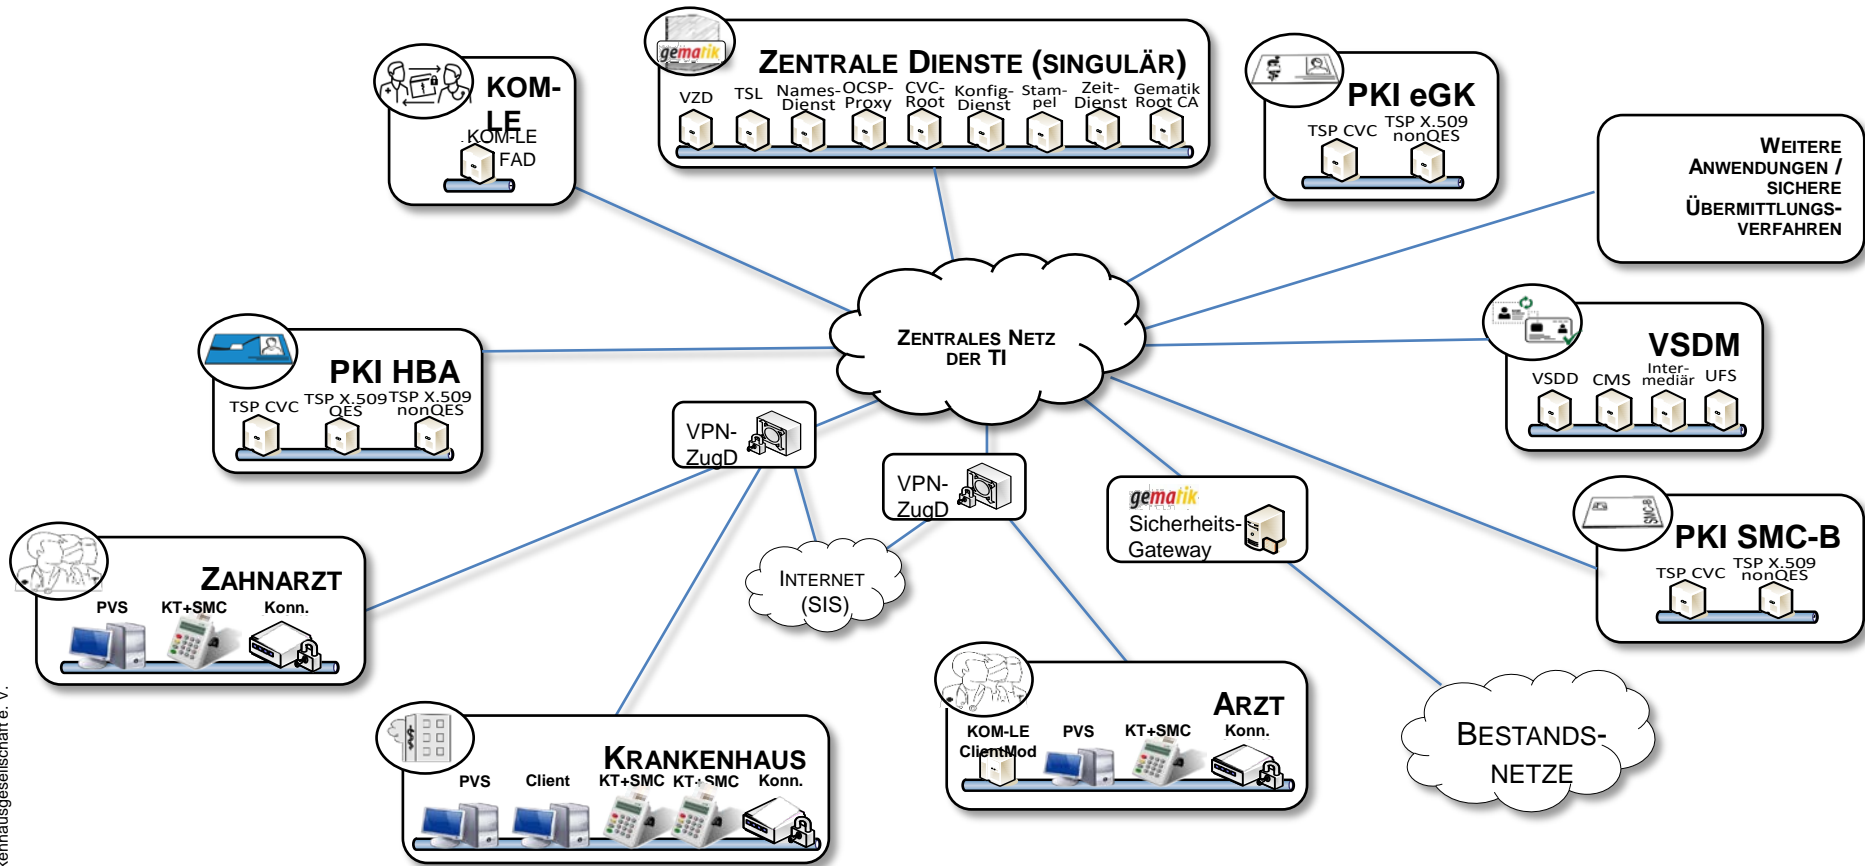 KOM-
LE
KOM-LE
FAD
gematik
ZENTRALE DIENSTE (SINGULÄR)
VZD
TSL
Names-
Dienst
OCSP-
Proxy
CVC-
Root
Konfig-
Dienst
Stam-
pel
Zeit-
Dienst
Gematik
Root CA
PKI eGK
TSP CVC
TSP X.509
nonQES
WEITERE
ANWENDUNGEN /
SICHERE
ÜBERMITTLUNGS-
VERFAHREN
ZENTRALES NETZ
DER TI
PKI HBA
TSP CVC
TSP X.509
QES
TSP X.509
nonQES
VSDM
VSDD
CMS
Inter-
mediär
UFS
VPN-
ZugD
VPN-
ZugD
gematik
Sicherheits-
Gateway
SMC-B
PKI SMC-B
TSP CVC
TSP X.509
nonQES
INTERNET
(SIS)
ZAHNARZT
PVS
KT+SMC
Konn.
KRANKENHAUS
PVS
Client
KT+SMC
KT+SMC
Konn.
ARZT
KOM-LE
ClientMod
PVS
KT+SMC
Konn.
BESTANDS-
NETZE
kenhausgesellschaft e. V.